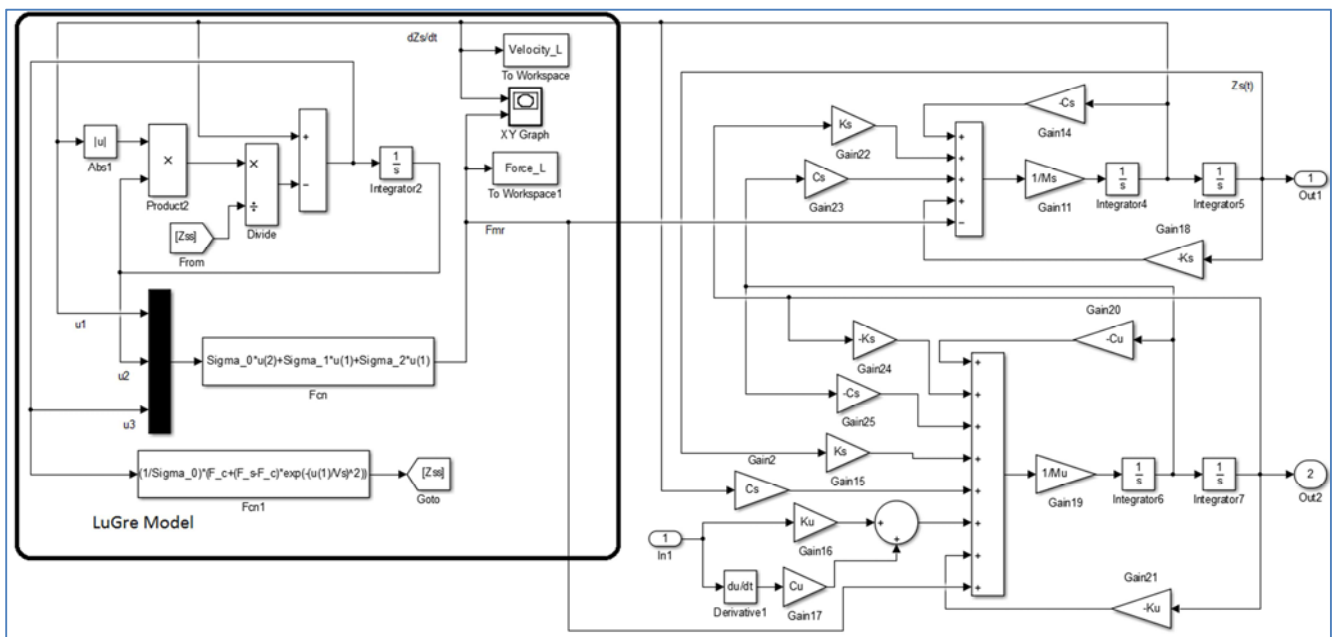 dZs/dt
Velocity_L
To Workspace
XY Graph
Force_L
To Workspace1
Fmr
|u|
Abs1
×
Product2
×
÷
Divide
[Zss]
From
+
−
1
s
Integrator2
u1
u2
u3
Sigma_0*u(2)+Sigma_1*u(1)+Sigma_2*u(1)
Fcn
(1/Sigma_0)*(F_c+(F_s-F_c)*exp(-(u(1)/Vs)^2))
Fcn1
[Zss]
Goto
LuGre Model
Zs(t)
-Cs
Gain14
Ks
Gain22
Cs
Gain23
+
+
+
+
−
1/Ms
Gain11
1
s
Integrator4
1
s
Integrator5
1
Out1
Gain18
-Ks
Gain20
-Cu
-Ks
Gain24
-Cs
Gain25
Ks
Gain15
Gain2
Cs
+
+
+
+
+
+
+
+
1/Mu
Gain19
1
s
Integrator6
1
s
Integrator7
2
Out2
1
In1
Ku
Gain16
+
+
du/dt
Derivative1
Cu
Gain17
Gain21
-Ku